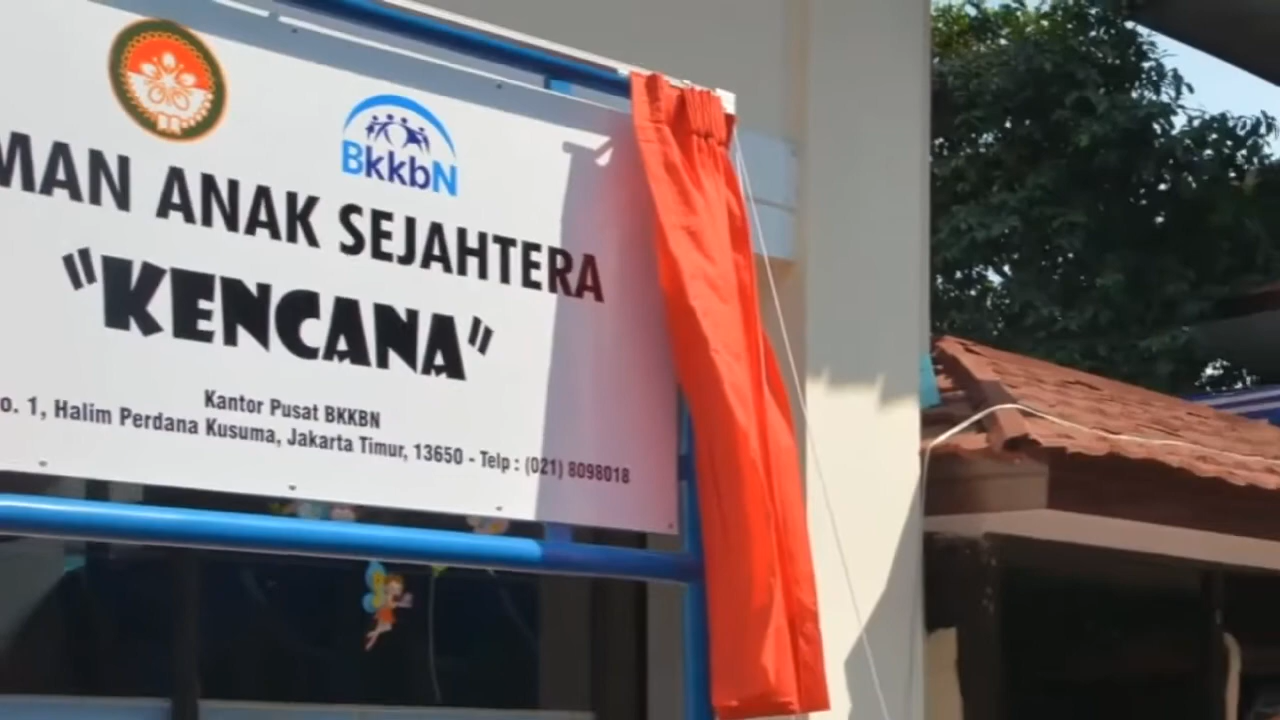 BkkbN
MAN ANAK SEJAHTERA
"KENCANA"
Kantor Pusat BKKBN
o. 1, Halim Perdana Kusuma, Jakarta Timur, 13650 - Telp : (021) 8098018